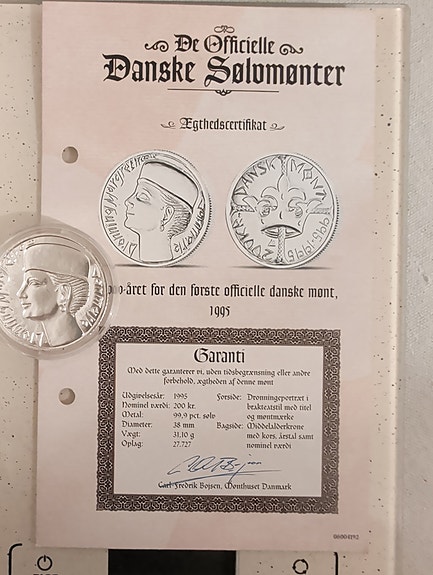 De Officielle
Danske Sølvmønter
Ægthedscertifikat
-året for den første officielle danske mønt,
1995
Garanti
Med dette garanterer vi, uden tidsbegrænsning eller andre
forbehold, ægtheden af denne mønt
Udgivelsesår: 1995
Nominel værdi: 200 kr.
Metal: 99,9 pct. sølv
Diameter: 38 mm
Vægt: 31,10 g
Oplag: 27.727
Forside: Dronningeportræt i
brakteatstil med titel
og møntmærke
Bagside: Middelalderkrone
med kors, årstal samt
nominel værdi
Carl Fredrik Bojsen, Mønthuset Danmark